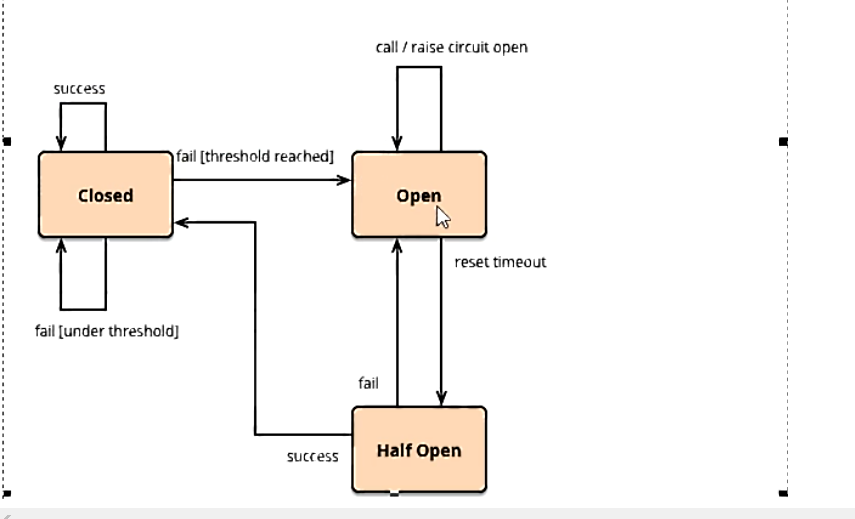 call / raise circuit open
success
fail [threshold reached]
Closed
Open
reset timeout
fail [under threshold]
fail
Half Open
success